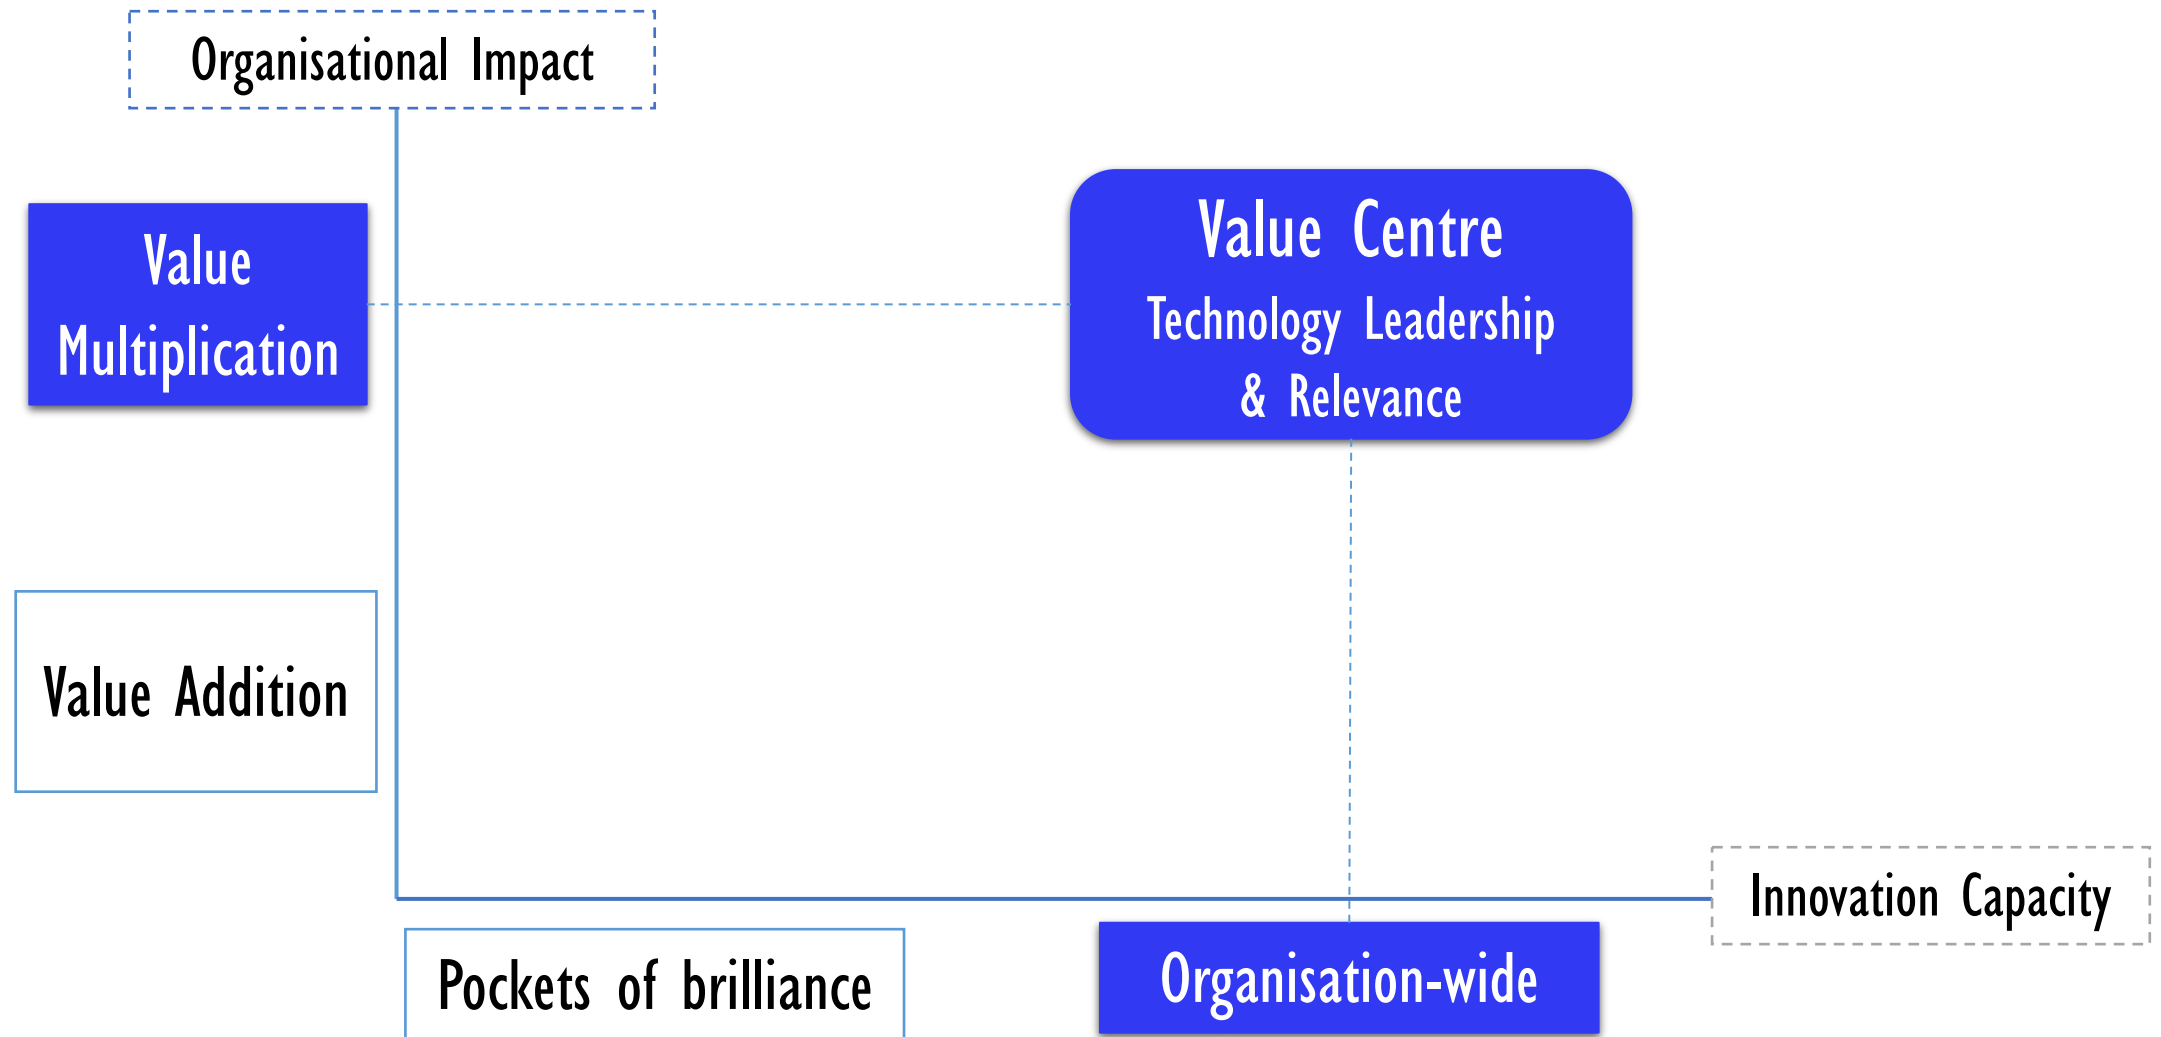 Organisational Impact
Value
Multiplication
Value Centre
Technology Leadership
& Relevance
Value Addition
Innovation Capacity
Pockets of brilliance
Organisation-wide